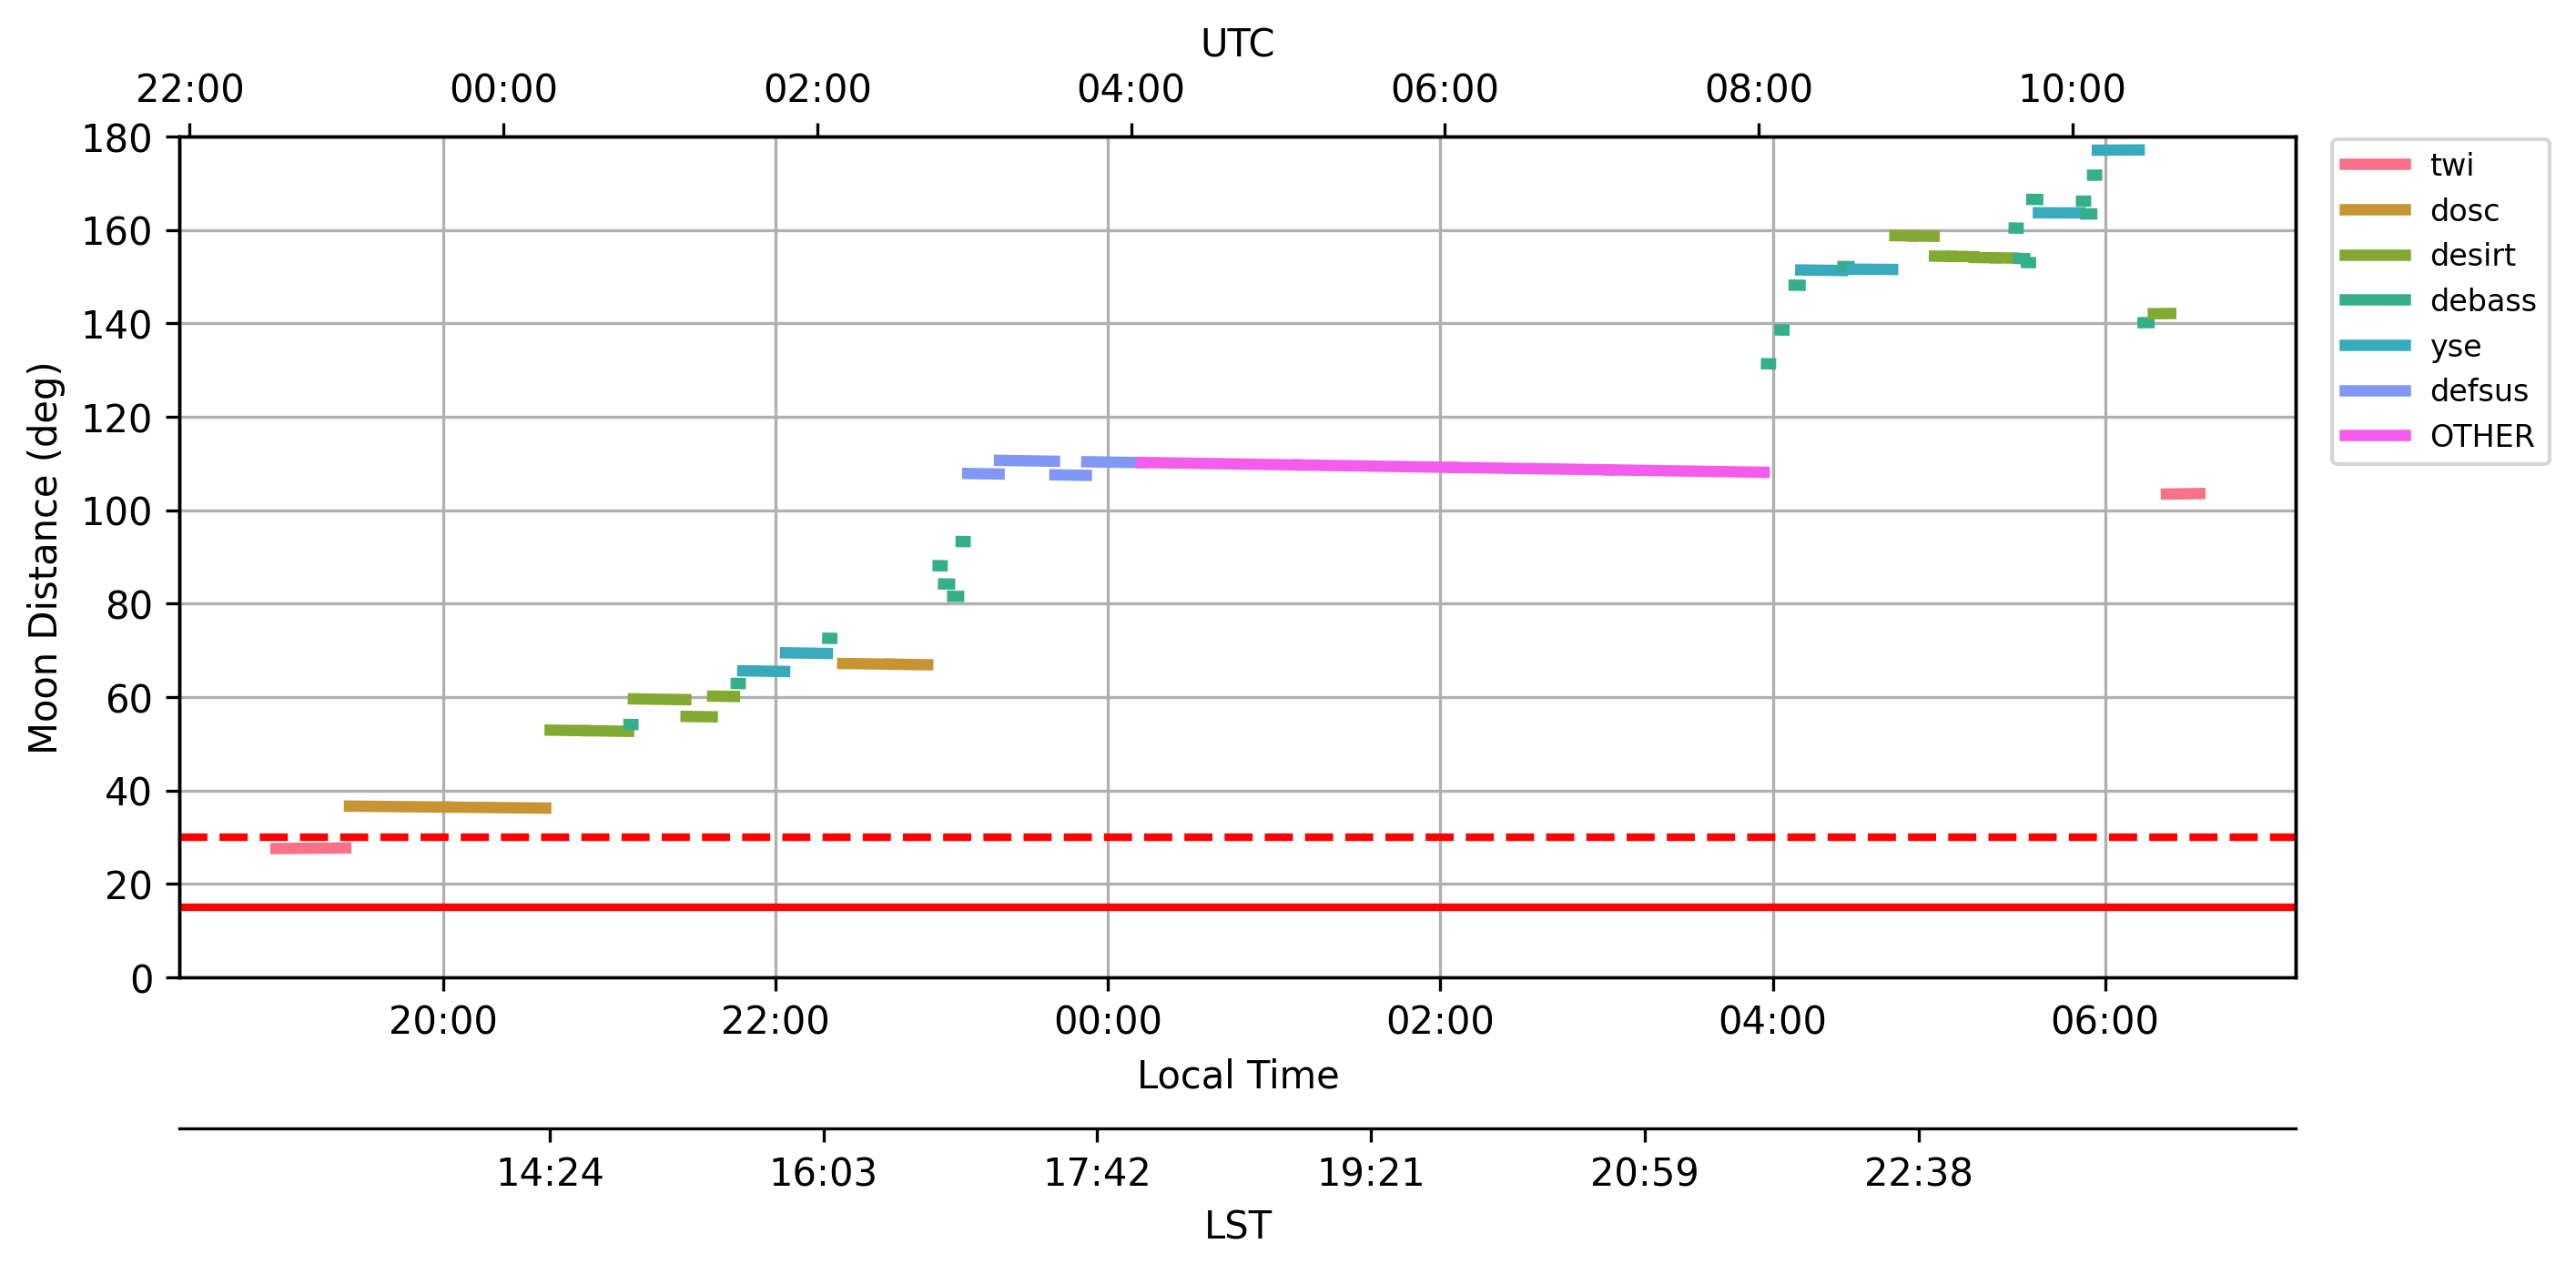 UTC
22:00 00:00 02:00 04:00 06:00 08:00 10:00
180
160
140
120
100
80
60
40
20
0
Moon Distance (deg)
twi
dosc
desirt
debass
yse
defsus
OTHER
20:00 22:00 00:00 02:00 04:00 06:00
Local Time
14:24 16:03 17:42 19:21 20:59 22:38
LST